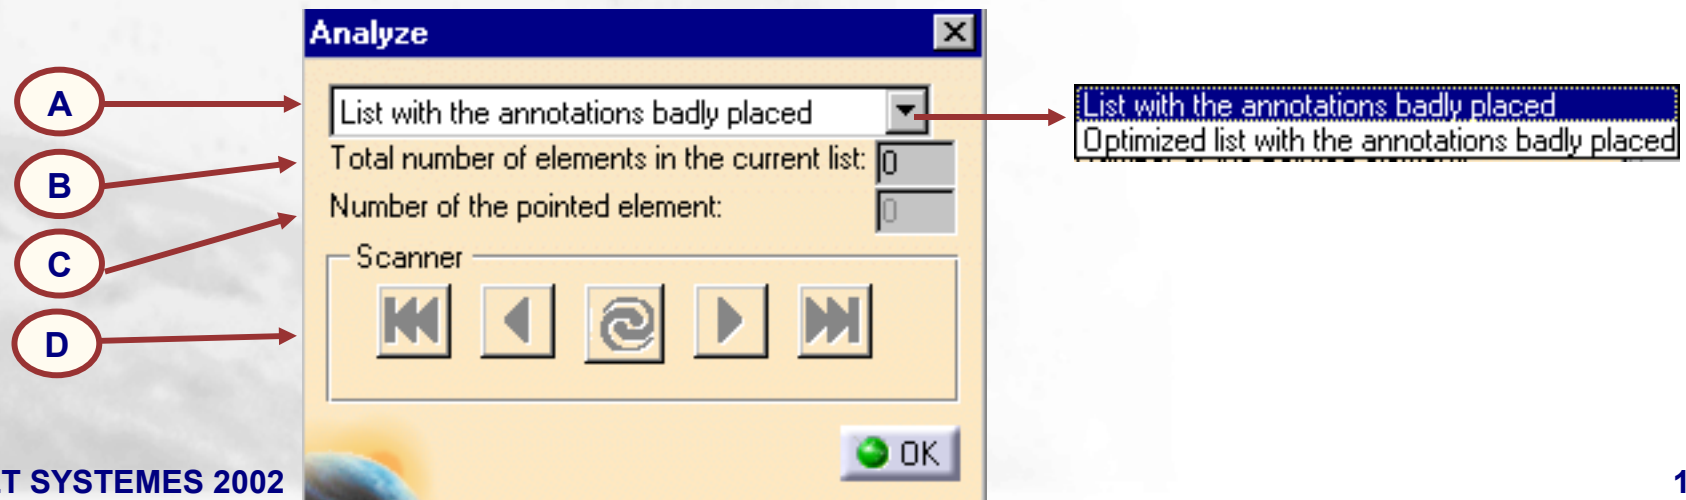 Analyze
A
List with the annotations badly placed
List with the annotations badly placed
Optimized list with the annotations badly placed
B
Total number of elements in the current list: 0
C
Number of the pointed element: 0
Scanner
D
OK
T SYSTEMES 2002
1